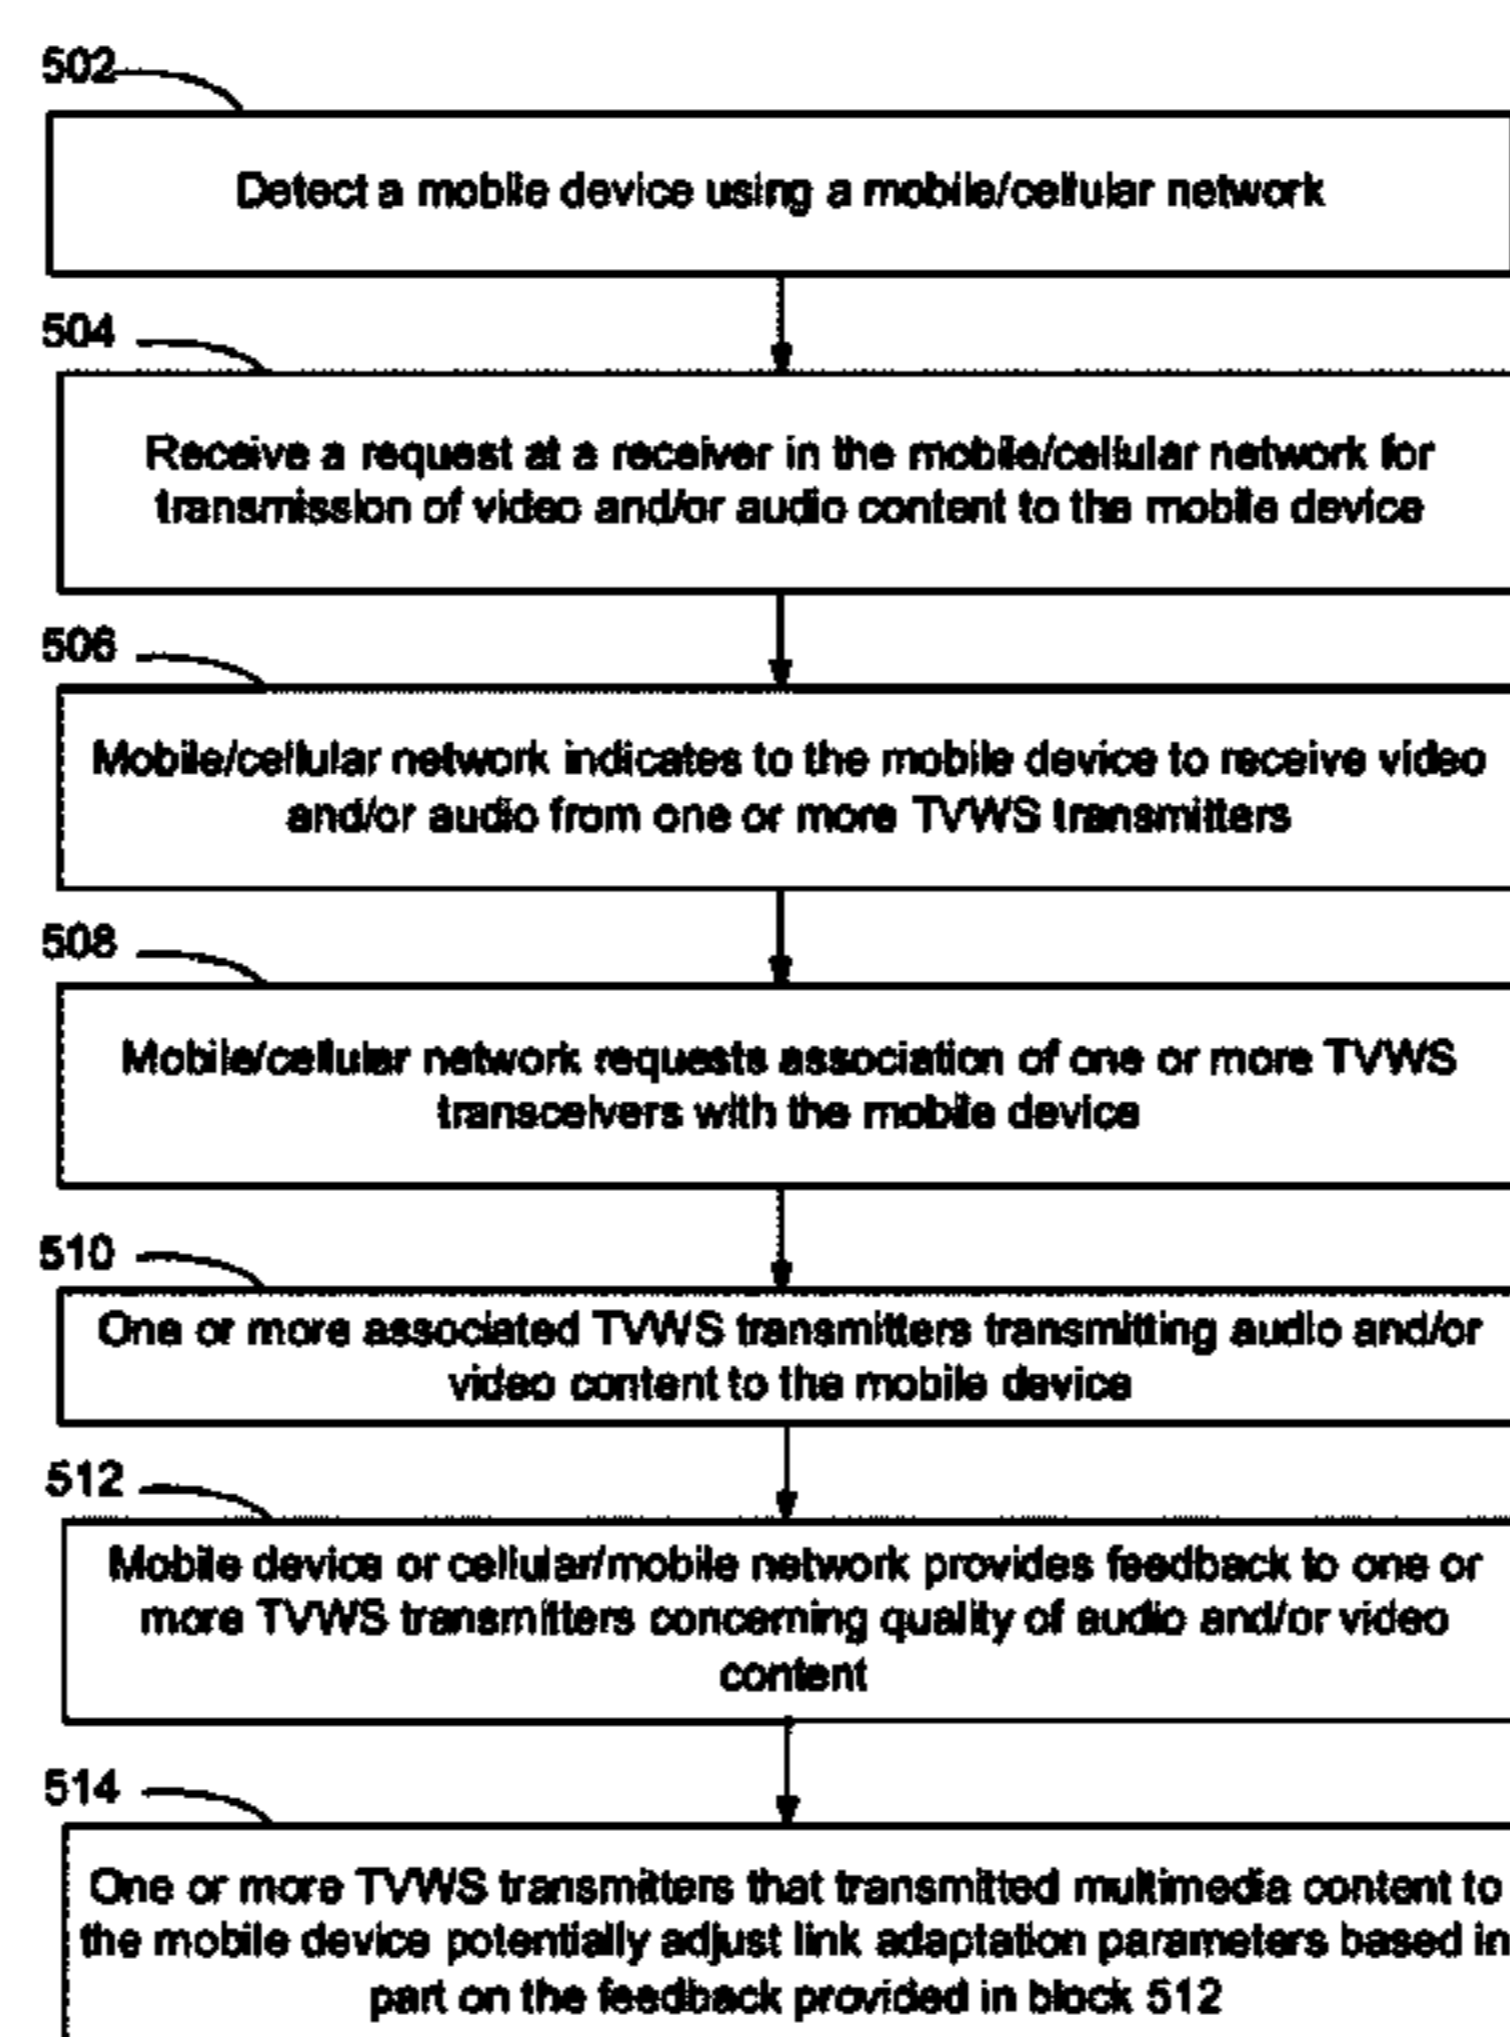 502
Detect a mobile device using a mobile/cellular network
504
Receive a request at a receiver in the mobile/cellular network for
transmission of video and/or audio content to the mobile device
506
Mobile/cellular network indicates to the mobile device to receive video
and/or audio from one or more TVWS transmitters
508
Mobile/cellular network requests association of one or more TVWS
transceivers with the mobile device
510
One or more associated TVWS transmitters transmitting audio and/or
video content to the mobile device
512
Mobile device or cellular/mobile network provides feedback to one or
more TVWS transmitters concerning quality of audio and/or video
content
514
One or more TVWS transmitters that transmitted multimedia content to
the mobile device potentially adjust link adaptation parameters based in
part on the feedback provided in block 512